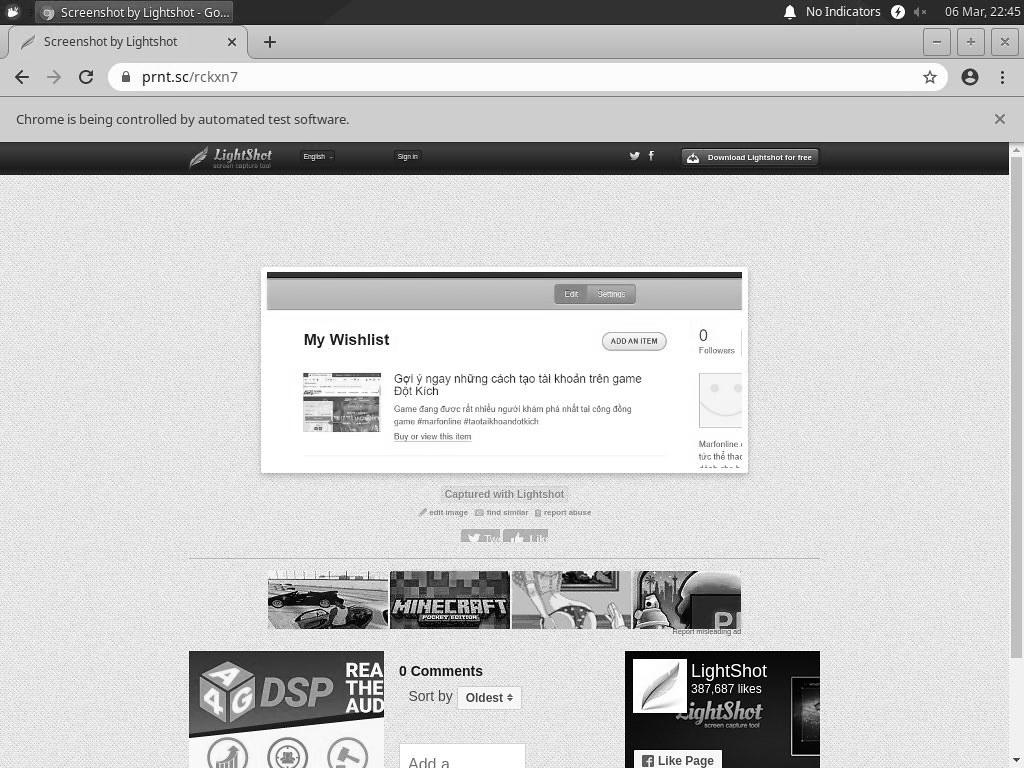 Screenshot by Lightshot - Go...
No Indicators
06 Mar, 22:45
Screenshot by Lightshot
prnt.sc/rckxn7
Chrome is being controlled by automated test software.
LightShot
screen capture tool
English
Sign in
Download Lightshot for free
Edit
Settings
My Wishlist
ADD AN ITEM
0
Followers
Gợi ý ngay những cách tạo tài khoản trên game
Đột Kích
Game đang được rất nhiều người khám phá nhất tại cộng đồng
game #marfonline #taotaikhoandotkich
Buy or view this item
Marfonline
tức thể thao
Captured with Lightshot
edit image
find similar
report abuse
MINECRAFT
POCKET EDITION
Report misleading ad
A4G
DSP
REA
THE
AUD
0 Comments
Sort by
Oldest
Add a
LightShot
387,687 likes
LightShot
screen capture tool
Like Page